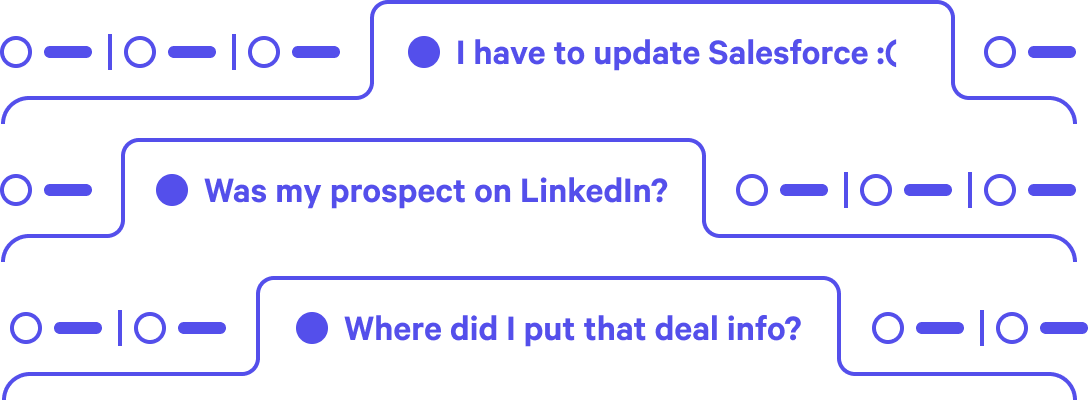 I have to update Salesforce :(
Was my prospect on LinkedIn?
Where did I put that deal info?